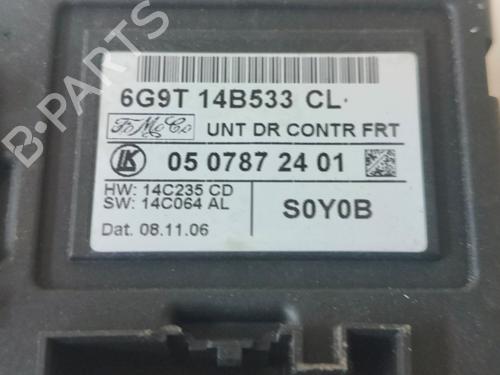 6G9T 14B533 CL
FoMoCo UNT DR CONTR FRT
LK 05 0787 24 01
HW: 14C235 CD
SW: 14C064 AL
S0Y0B
Dat. 08.11.06
B-PARTS